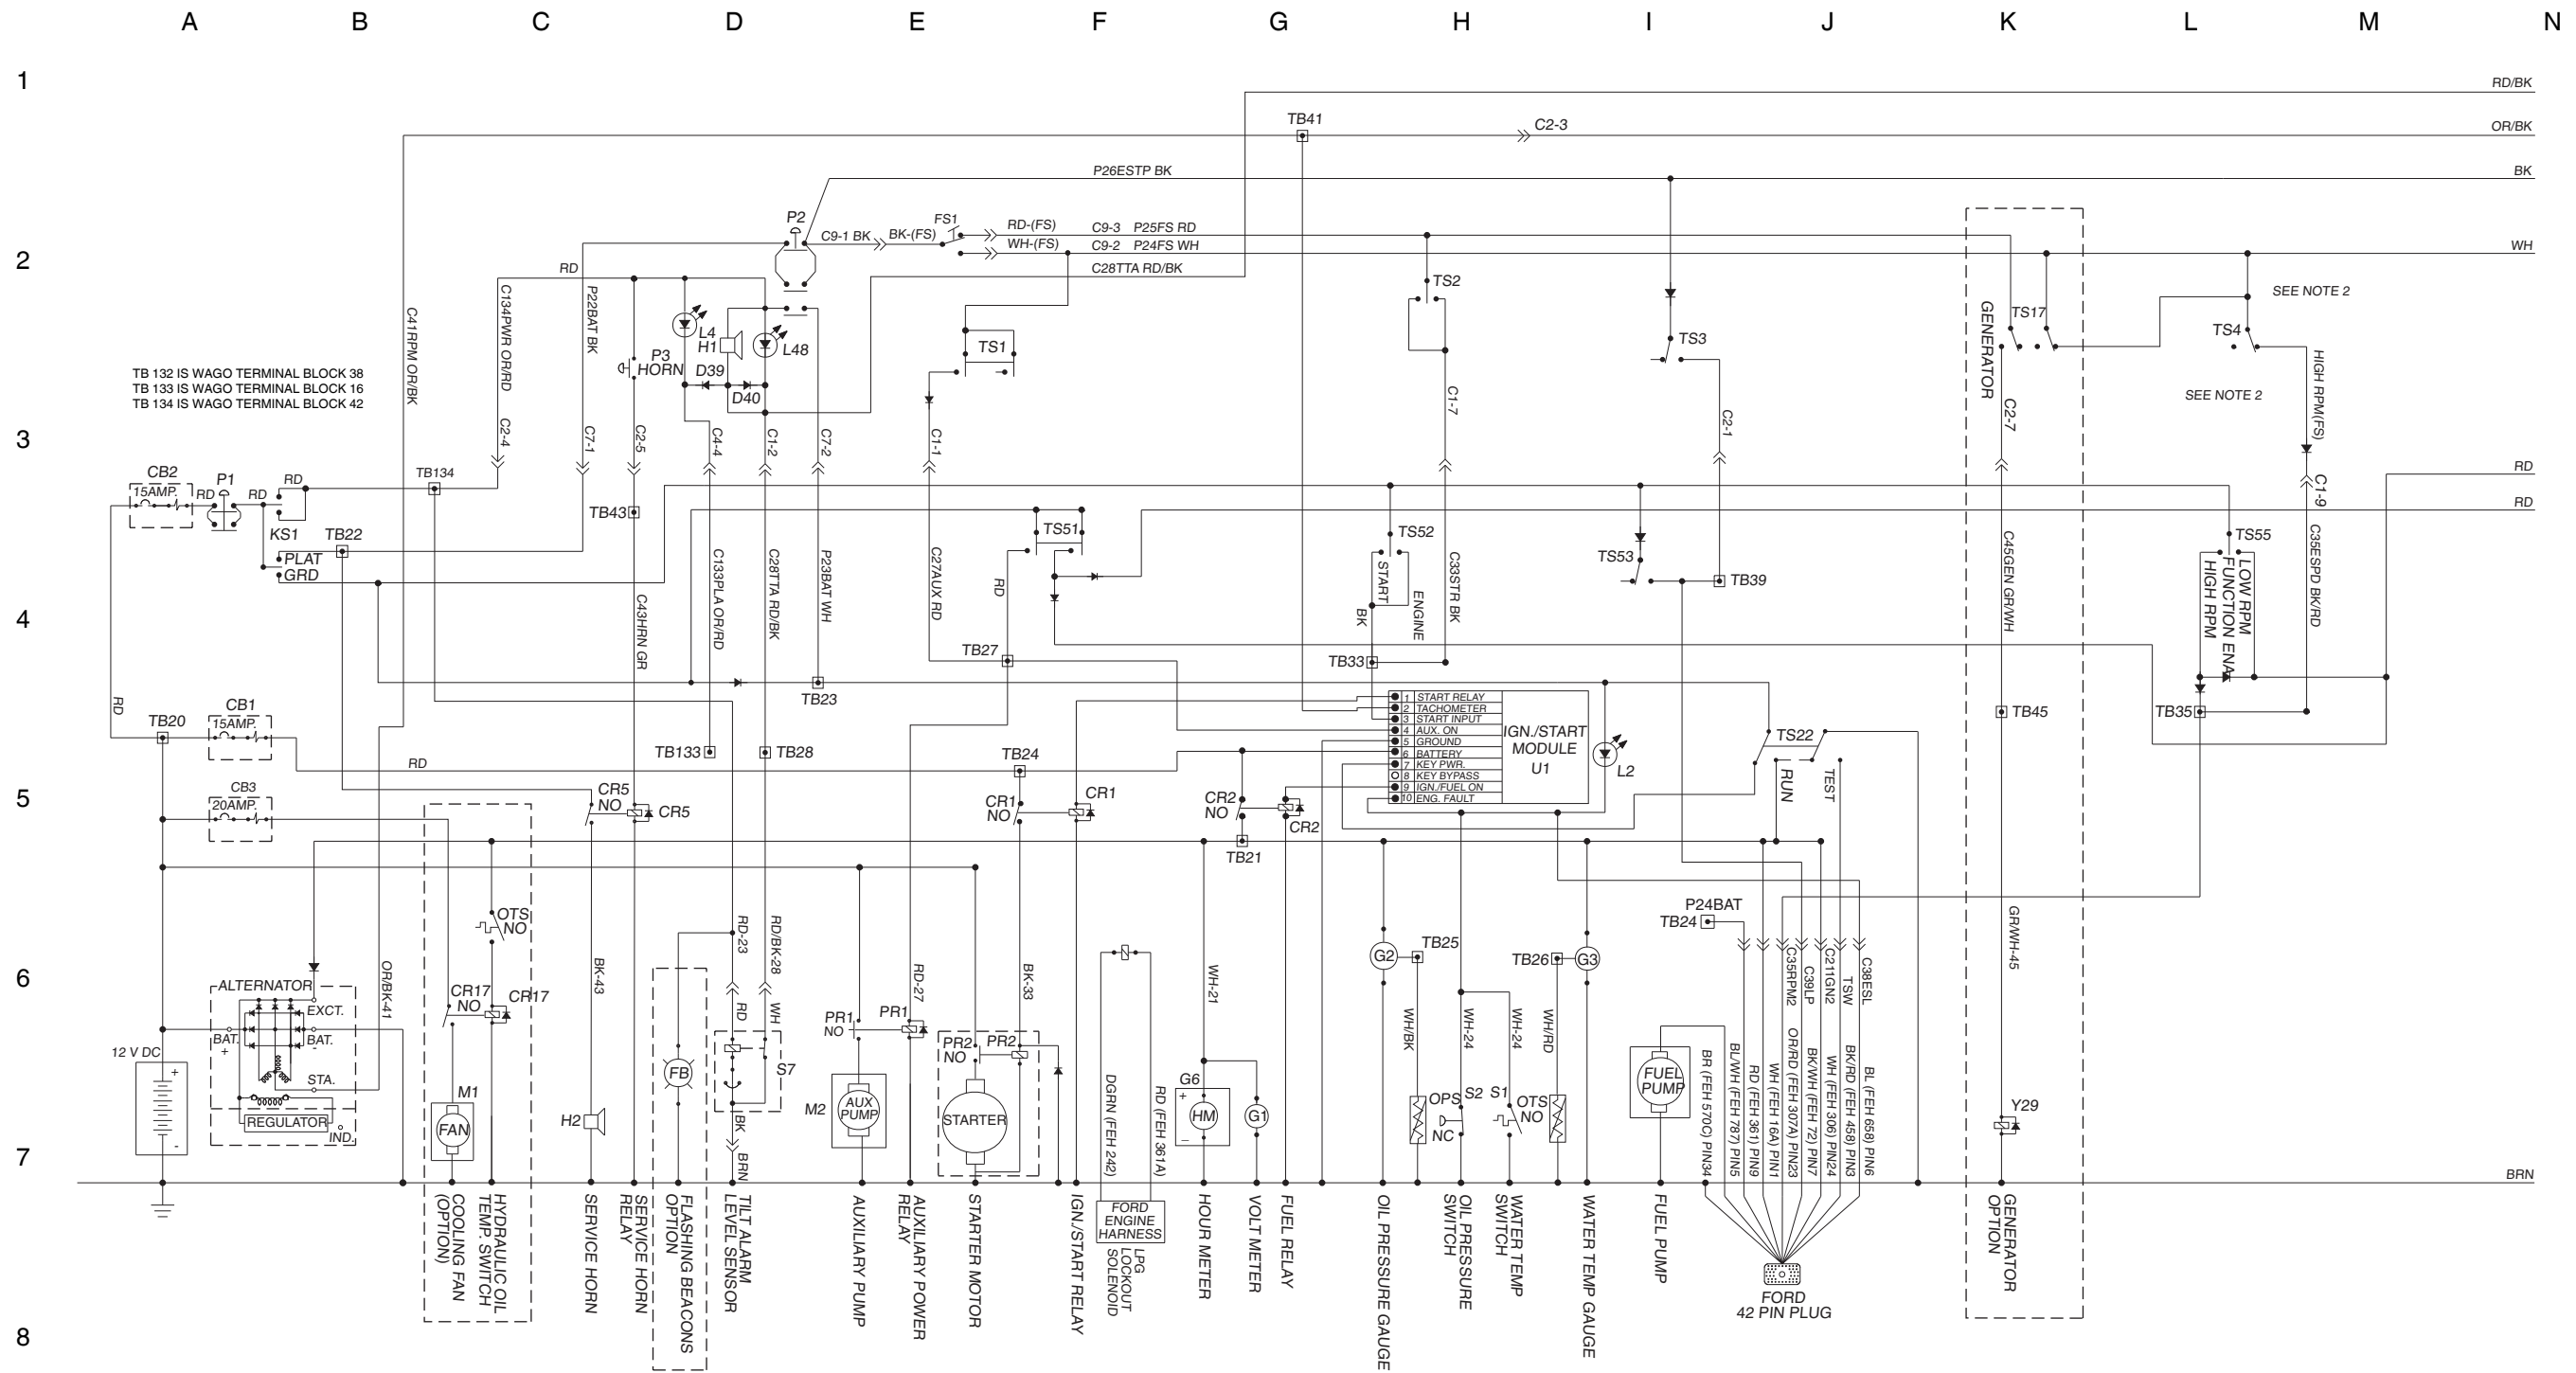 A B C D E F G H I J K L M N
1
RD/BK
TB41
C2-3
OR/BK
P26ESTP BK
BK
2
P2
C9-1 BK
BK-(FS)
FS1
RD-(FS)
C9-3 P25FS RD
WH-(FS)
C9-2 P24FS WH
WH
RD
C28TTA RD/BK
C41RPM OR/BK
C134PWR OR/RD
P22BAT BK
TS2
GENERATOR
TS17
SEE NOTE 2
TS4
L4
H1
L48
TS1
TS3
P3
HORN
D39
D40
TB 132 IS WAGO TERMINAL BLOCK 38
TB 133 IS WAGO TERMINAL BLOCK 16
TB 134 IS WAGO TERMINAL BLOCK 42
HIGH RPM(FS)
SEE NOTE 2
3
C2-4
C7-1
C2-5
C4-4
C1-2
C7-2
C1-1
C1-7
C2-1
C2-7
C1-9
CB2
15AMP.
RD
P1
RD
RD
TB134
RD
RD
KS1
TB22
TB43
TS51
TS52
TS53
TS55
PLAT
GRD
C133PLA OR/RD
C28TTA RD/BK
P23BAT WH
C27AUX RD
RD
START
ENGINE
C33STR BK
TB39
C45GEN GR/WH
HIGH RPM
FUNCTION ENA
LOW RPM
C35ESPD BK/RD
4
C43HRN GR
BK
TB27
TB33
TB23
RD
TB20
CB1
15AMP.
TB133
TB28
TB24
RD
1 START RELAY
2 TACHOMETER
3 START INPUT
4 AUX. ON
5 GROUND
6 BATTERY
7 KEY PWR.
8 KEY BYPASS
9 IGN./FUEL ON
10 ENG. FAULT
IGN./START
MODULE
U1
L2
TS22
RUN
TEST
TB45
TB35
5
CB3
20AMP.
CR5
NO
CR5
CR1
NO
CR1
CR2
NO
CR2
TB21
OTS
NO
RD-23
RD/BK-28
P24BAT
TB24
TB25
G2
TB26
G3
6
ALTERNATOR
EXCT.
BAT.
+
BAT.
-
STA.
REGULATOR
IND.
OR/BK-41
CR17
NO
CR17
BK-43
RD
WH
S7
RD-27
BK-33
WH-21
WH/BK
WH-24
WH-24
WH/RD
C35RPM2
C39LP
C211GN2
TSW
C38ESL
GR/WH-45
12 V DC
+
-
M1
FAN
H2
FB
BK
BRN
PR1
NO
PR1
M2
AUX
PUMP
PR2
NO
PR2
STARTER
DGRN (FEH 242)
RD (FEH 361A)
G6
+
HM
–
G1
OPS
S2
NC
S1
OTS
NO
FUEL
PUMP
BR (FEH 570C) PIN34
BL/WH (FEH 787) PIN5
RD (FEH 361) PIN9
WH (FEH 16A) PIN1
OR/RD (FEH 307A) PIN23
BK/WH (FEH 72) PIN7
WH (FEH 306) PIN24
BK/RD (FEH 458) PIN3
BL (FEH 658) PIN6
Y29
7
BRN
COOLING FAN
(OPTION)
HYDRAULIC OIL
TEMP. SWITCH
SERVICE HORN
SERVICE HORN
RELAY
FLASHING BEACONS
OPTION
TILT ALARM
LEVEL SENSOR
AUXILIARY PUMP
AUXILIARY POWER
RELAY
STARTER MOTOR
IGN./START RELAY
FORD
ENGINE
HARNESS
LPG
LOCKOUT
SOLENOID
HOUR METER
VOLT METER
FUEL RELAY
OIL PRESSURE GAUGE
OIL PRESSURE
SWITCH
WATER TEMP
SWITCH
WATER TEMP GAUGE
FUEL PUMP
FORD
42 PIN PLUG
GENERATOR
OPTION
8